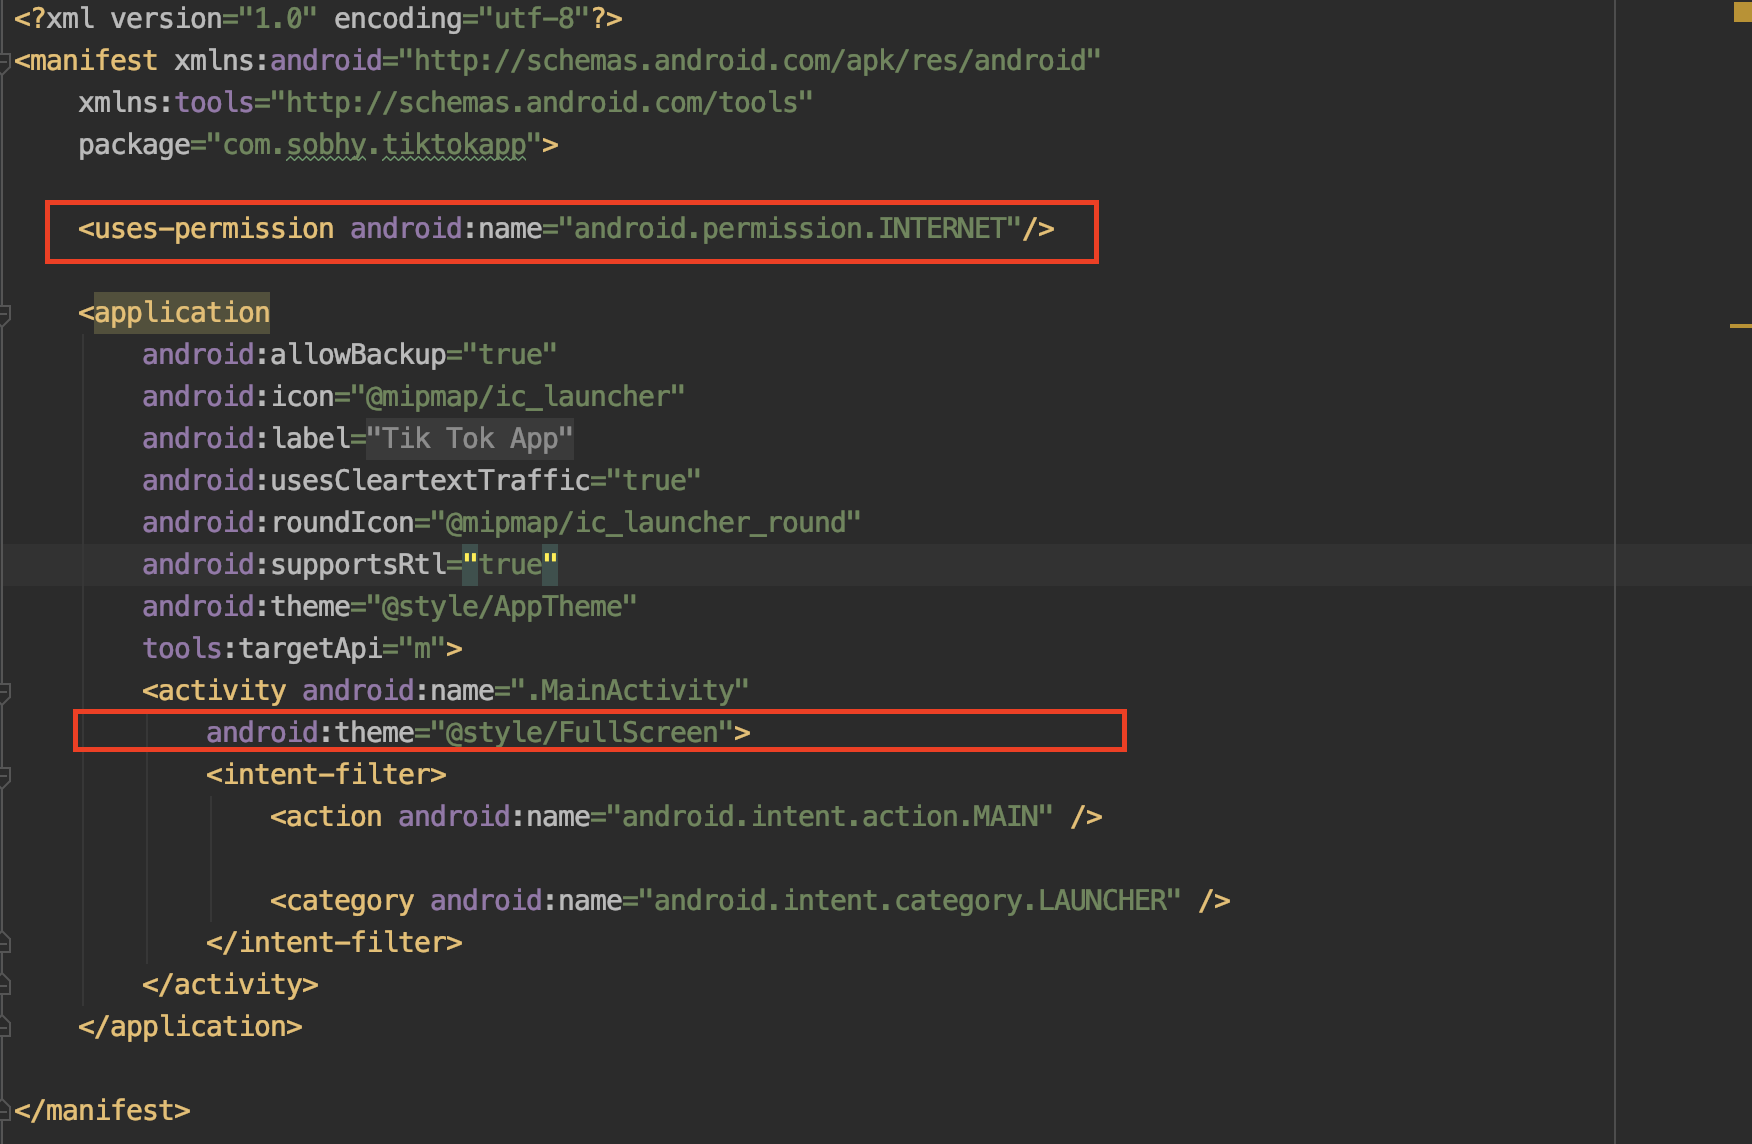 <?xml version="1.0" encoding="utf-8"?>
<manifest xmlns:android="http://schemas.android.com/apk/res/android"
    xmlns:tools="http://schemas.android.com/tools"
    package="com.sobhy.tiktokapp">

    <uses-permission android:name="android.permission.INTERNET"/>

    <application
        android:allowBackup="true"
        android:icon="@mipmap/ic_launcher"
        android:label="Tik Tok App"
        android:usesCleartextTraffic="true"
        android:roundIcon="@mipmap/ic_launcher_round"
        android:supportsRtl="true"
        android:theme="@style/AppTheme"
        tools:targetApi="m">
        <activity android:name=".MainActivity"
            android:theme="@style/FullScreen">
            <intent-filter>
                <action android:name="android.intent.action.MAIN" />

                <category android:name="android.intent.category.LAUNCHER" />
            </intent-filter>
        </activity>
    </application>

</manifest>